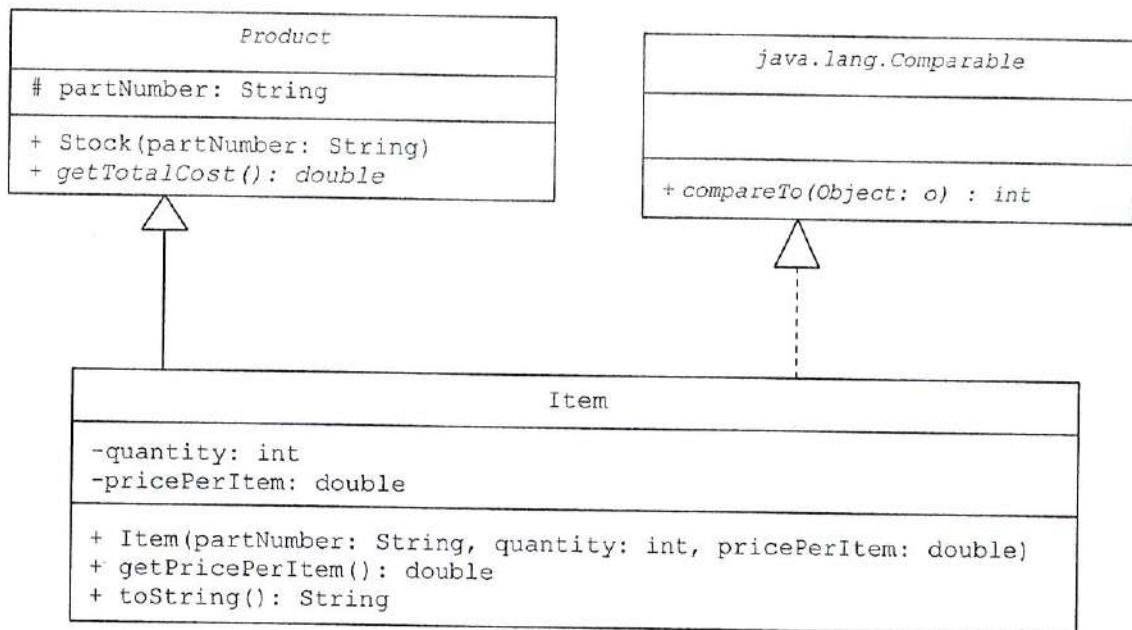 Product
# partNumber: String
+ Stock(partNumber: String)
+ getTotalCost(): double
java.lang.Comparable
+ compareTo(Object: o) : int
Item
-quantity: int
-pricePerItem: double
+ Item(partNumber: String, quantity: int, pricePerItem: double)
+ getPricePerItem(): double
+ toString(): String